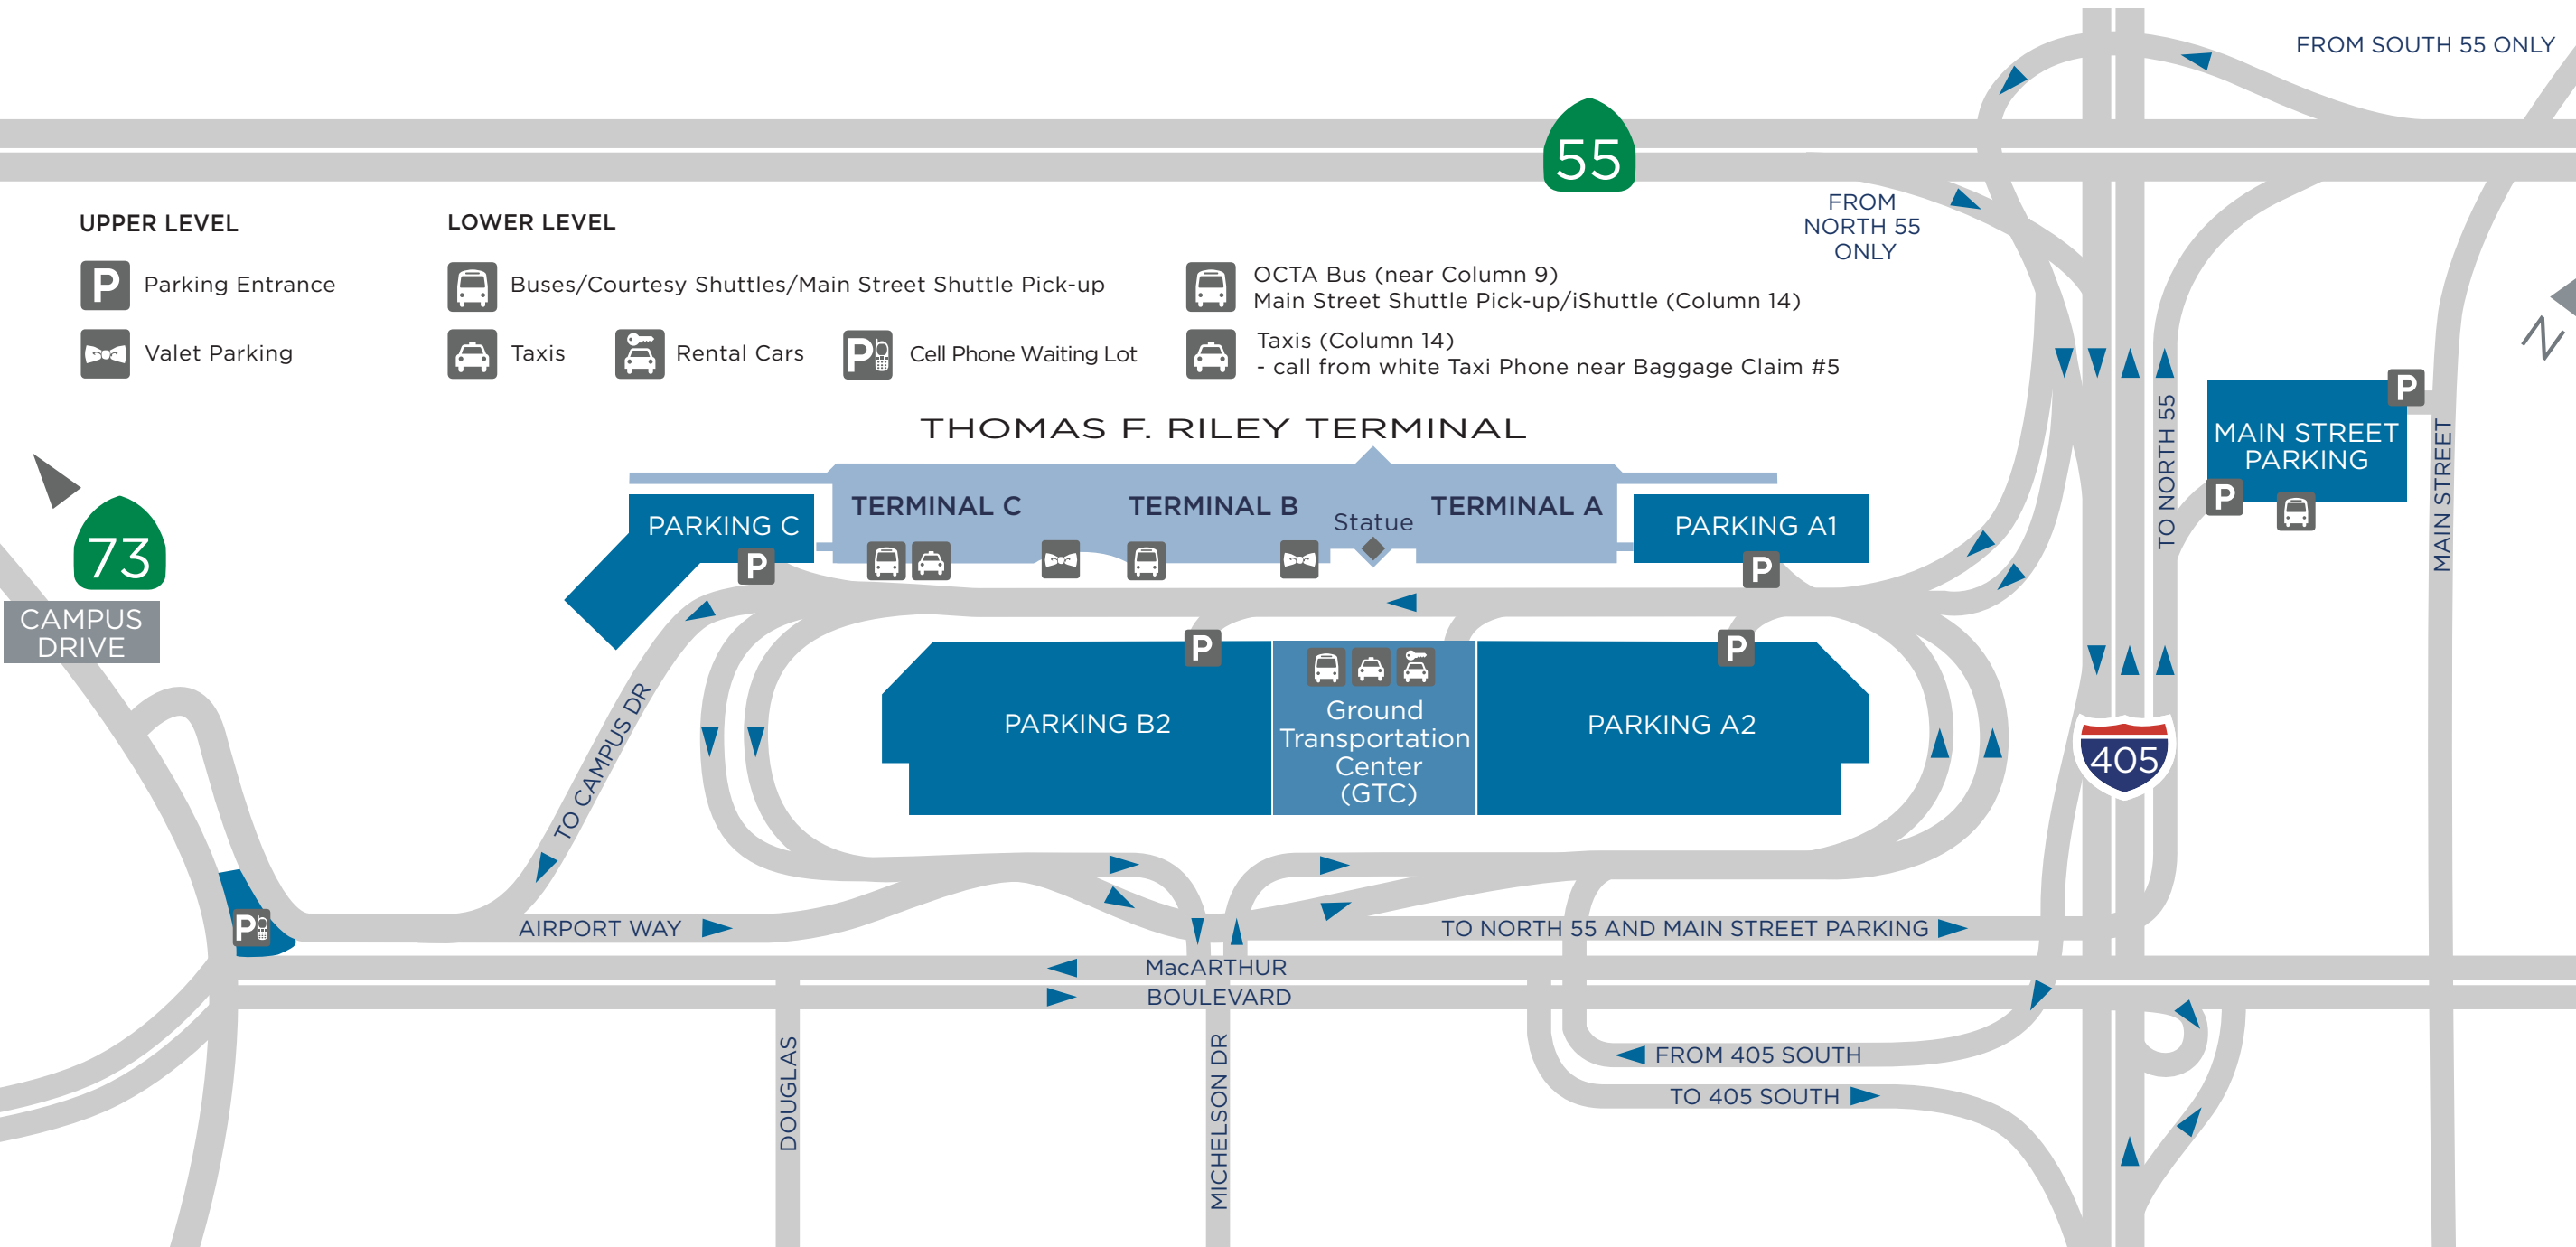 FROM SOUTH 55 ONLY
55
FROM
NORTH 55
ONLY
UPPER LEVEL
P Parking Entrance
Valet Parking
LOWER LEVEL
Buses/Courtesy Shuttles/Main Street Shuttle Pick-up
Taxis
Rental Cars
P Cell Phone Waiting Lot
OCTA Bus (near Column 9)
Main Street Shuttle Pick-up/iShuttle (Column 14)
Taxis (Column 14)
- call from white Taxi Phone near Baggage Claim #5
N
THOMAS F. RILEY TERMINAL
P
MAIN STREET
PARKING
P
TO NORTH 55
MAIN STREET
73
CAMPUS
DRIVE
PARKING C
P
TERMINAL C
TERMINAL B
Statue
TERMINAL A
PARKING A1
P
P
P
PARKING B2
Ground
Transportation
Center
(GTC)
PARKING A2
405
TO CAMPUS DR
P
AIRPORT WAY
TO NORTH 55 AND MAIN STREET PARKING
MacARTHUR
BOULEVARD
DOUGLAS
MICHELSON DR
FROM 405 SOUTH
TO 405 SOUTH